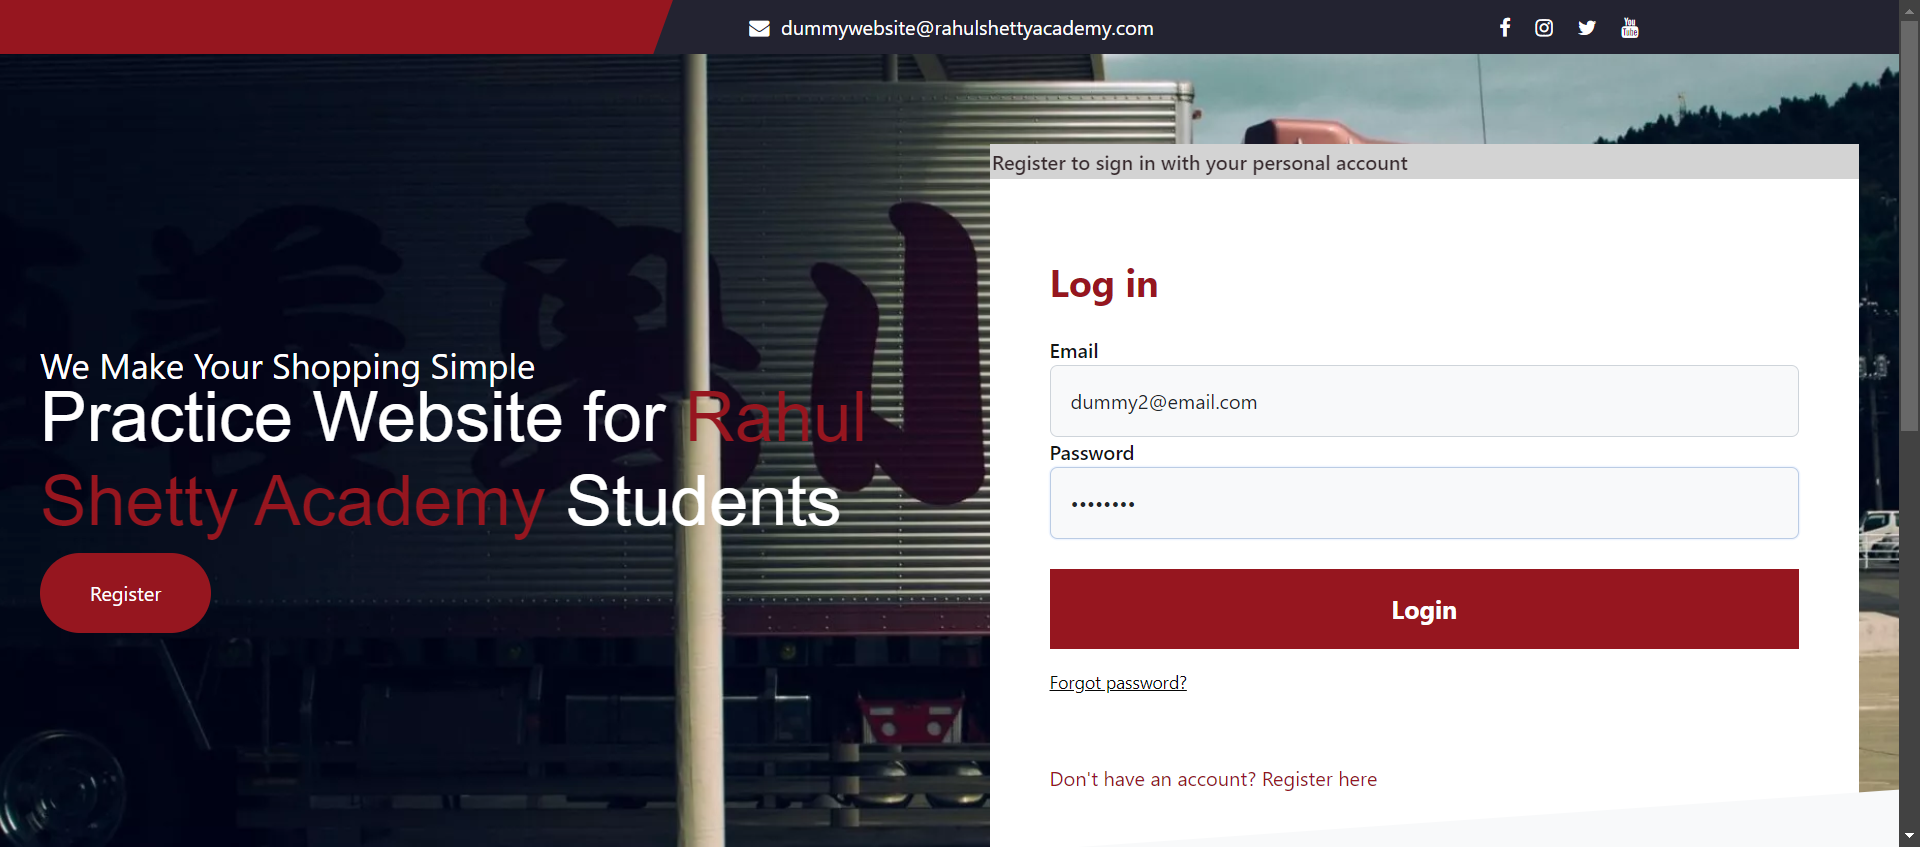 dummywebsite@rahulshettyacademy.com
You
Tube
Register to sign in with your personal account
We Make Your Shopping Simple
Practice Website for Rahul
Shetty Academy Students
Register
Log in
Email
dummy2@email.com
Password
••••••••
Login
Forgot password?
Don't have an account? Register here